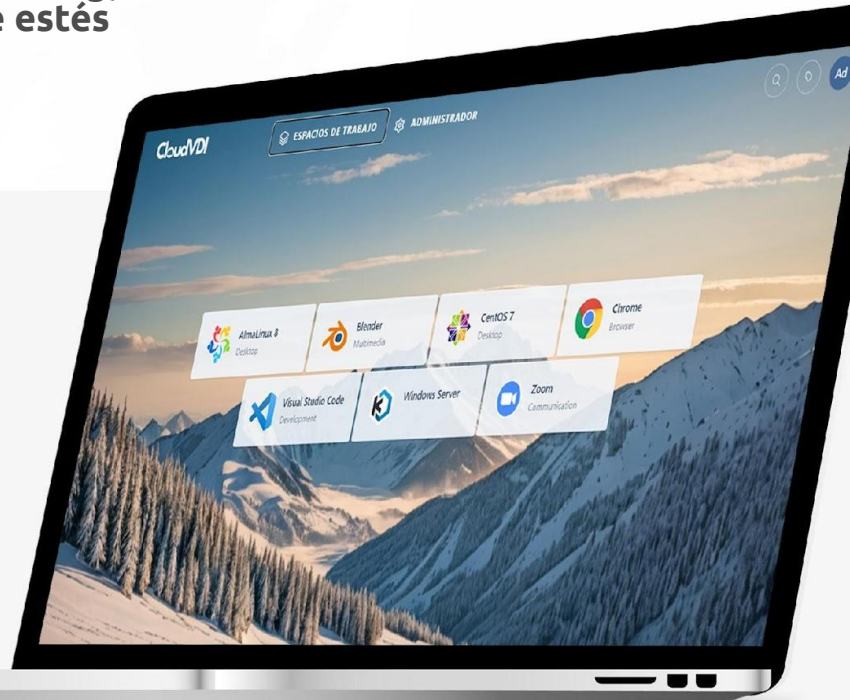 estés
CloudVDI
ESPACIOS DE TRABAJO
ADMINISTRADOR
Ad
AlmaLinux 8
Desktop
Blender
Multimedia
CentOS 7
Desktop
Chrome
Browser
Visual Studio Code
Development
Windows Server
Zoom
Communication